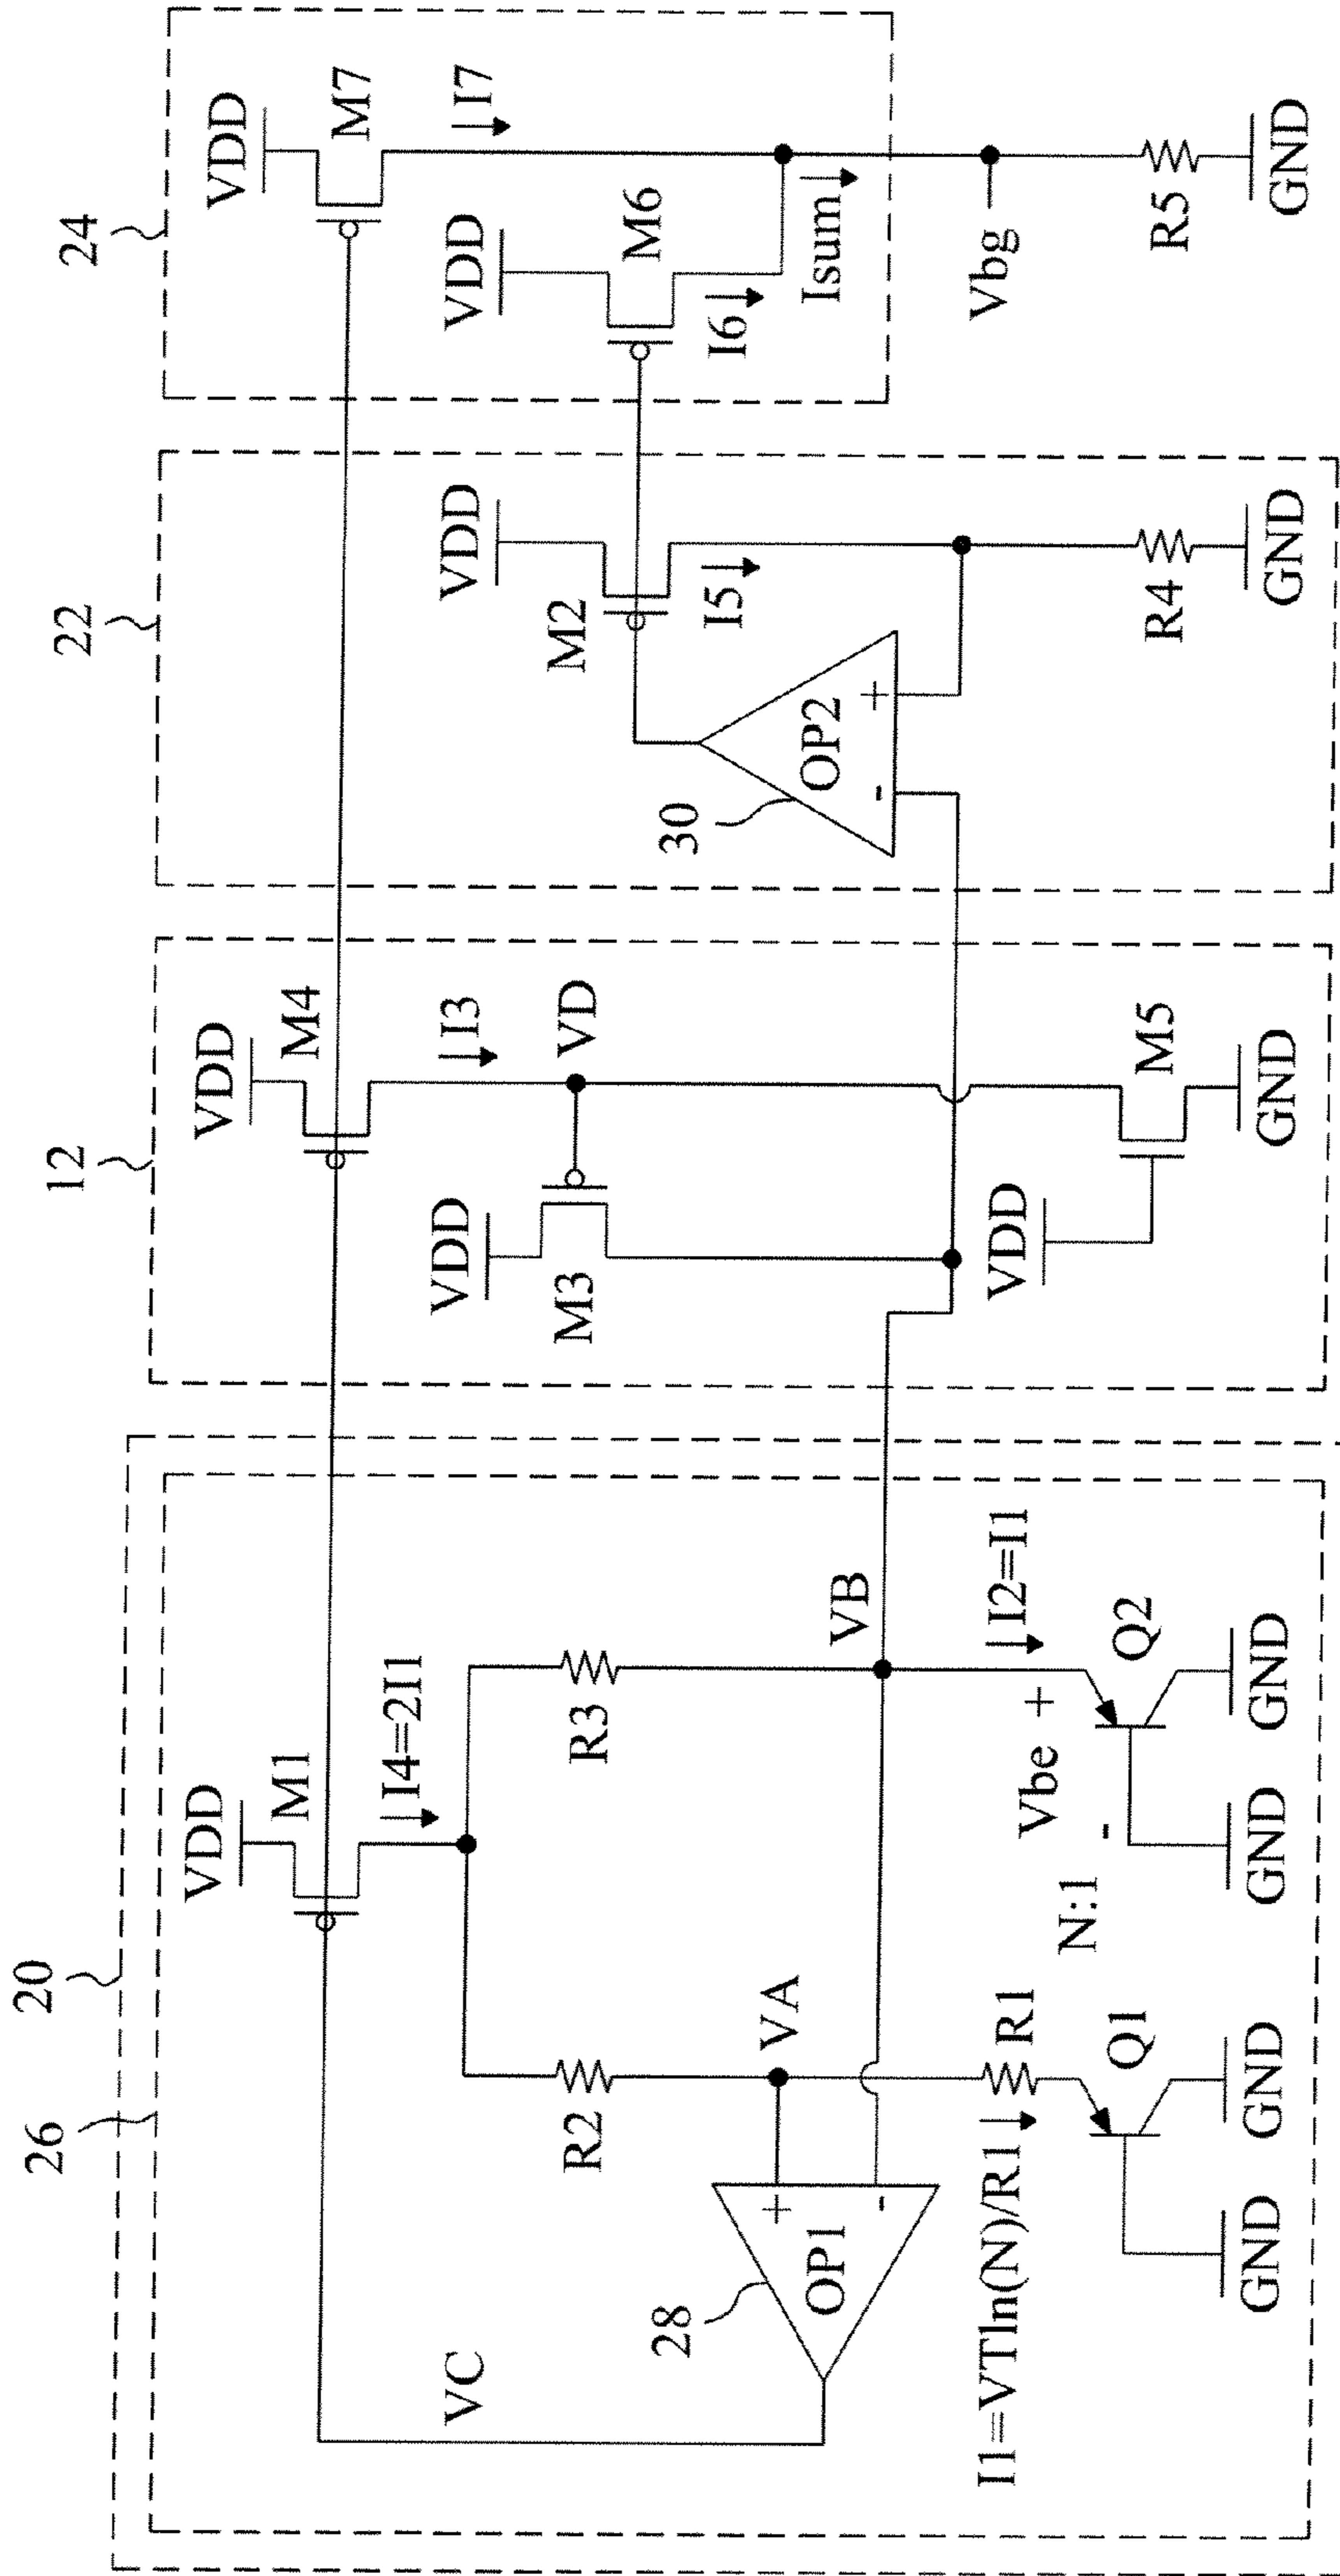 20
26
VDD
M1
I4=2I1
VC
R2
R3
VA
VB
28
OP1
+
-
I1=VTln(N)/R1
R1
Q1
GND
GND
N:1
Vbe
+
-
I2=I1
Q2
GND
GND
12
VDD
M4
I3
VD
VDD
M3
VDD
M5
GND
22
VDD
M2
I5
30
OP2
-
+
R4
GND
24
VDD
M7
I7
VDD
M6
I6
Isum
Vbg
R5
GND